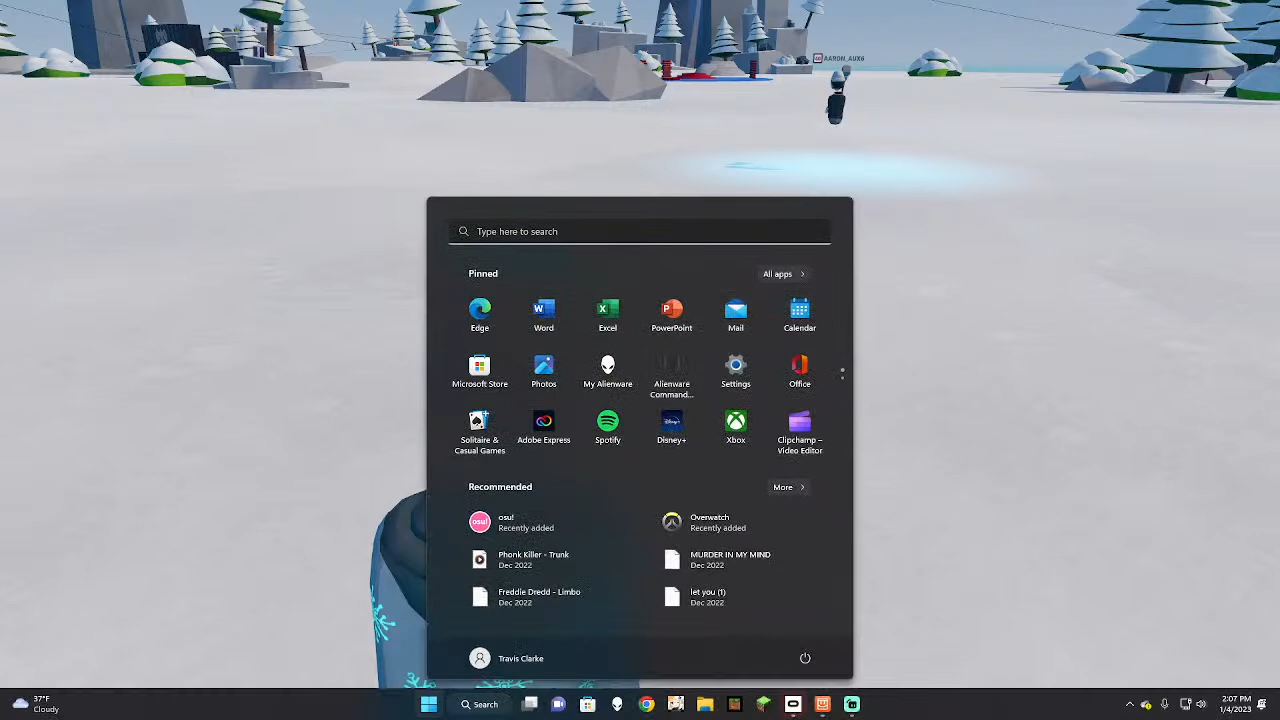 AARON_AUX6
Type here to search
Pinned
All apps
Edge
Word
Excel
PowerPoint
Mail
Calendar
Microsoft Store
Photos
My Alienware
Alienware
Command...
Settings
Office
Solitaire &
Casual Games
Adobe Express
Spotify
Disney+
Xbox
Clipchamp –
Video Editor
Recommended
More
osu!
osu!
Recently added
Overwatch
Recently added
Phonk Killer - Trunk
Dec 2022
MURDER IN MY MIND
Dec 2022
Freddie Dredd - Limbo
Dec 2022
let you (1)
Dec 2022
Travis Clarke
37°F
Cloudy
Search
2:07 PM
1/4/2023